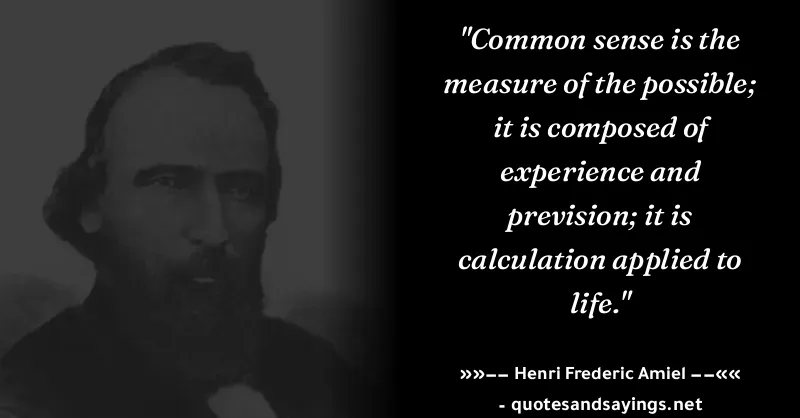 "Common sense is the
measure of the possible;
it is composed of
experience and
prevision; it is
calculation applied to
life."
»»−− Henri Frederic Amiel −−««
- quotesandsayings.net